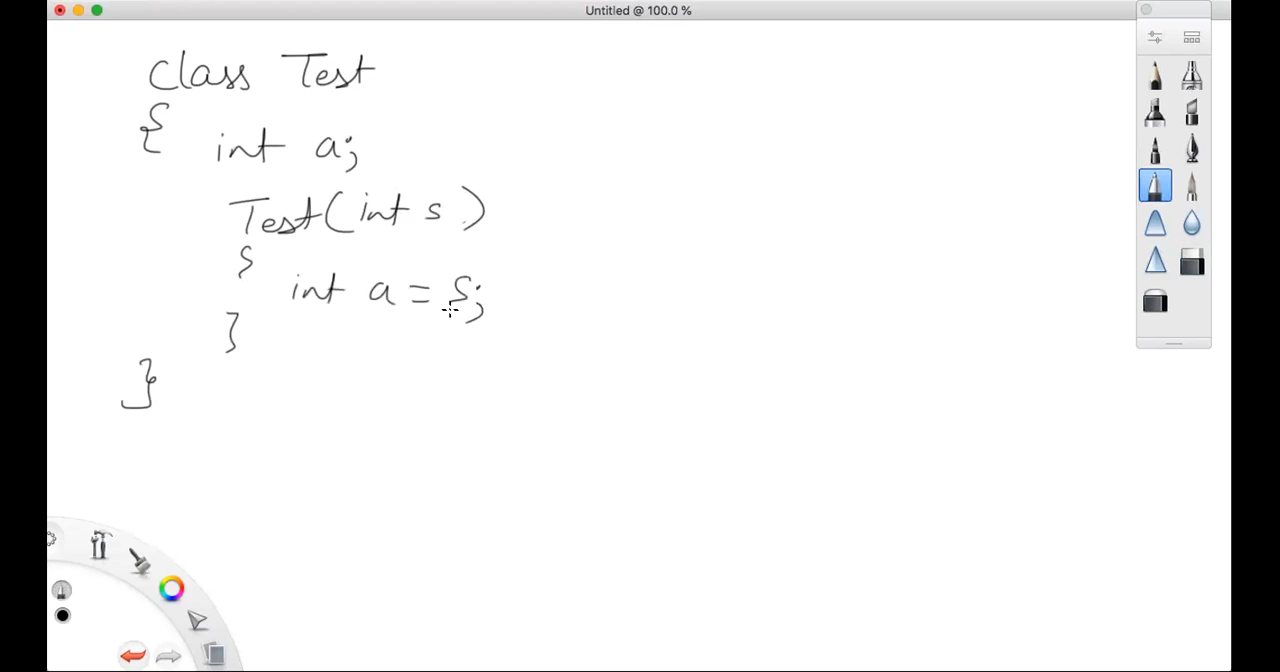 Untitled @ 100.0 %
class Test
{ int a;
Test(int s)
{
int a = s;
}
}